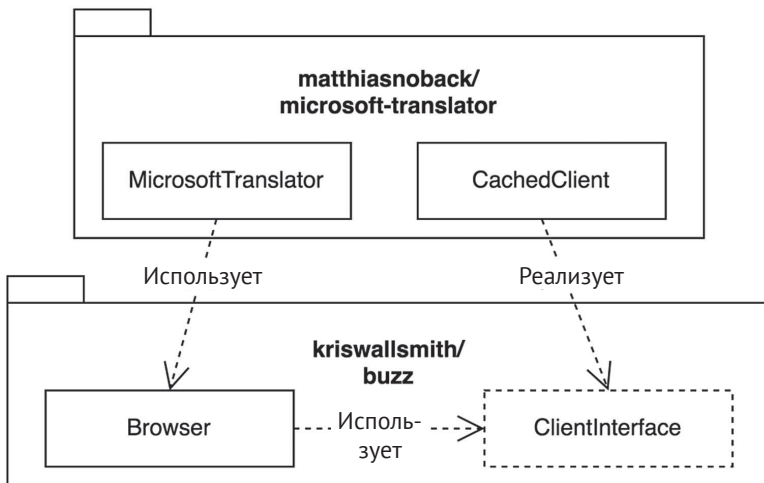 matthiasnoback/
microsoft-translator
MicrosoftTranslator
CachedClient
Использует
Реализует
kriswallsmith/
buzz
Browser
Исполь-
зует
ClientInterface